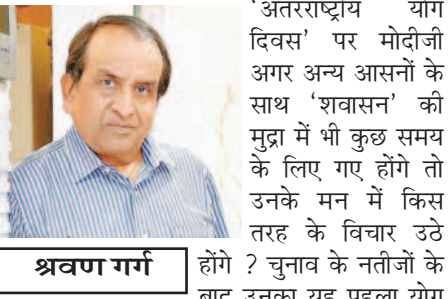 'अंतरराष्ट्रीय योग
दिवस' पर मोदीजी
अगर अन्य आसनों के
साथ 'शवासन' की
मुद्रा में भी कुछ समय
के लिए गए होंगे तो
उनके मन में किस
तरह के विचार उठे
श्रवण गर्ग
होंगे ? चुनाव के नतीजों के
बाद उनका यह पहला योग